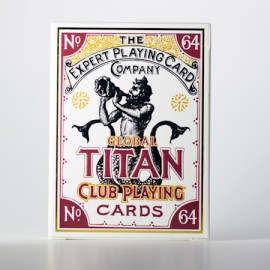 THE
No 64
EXPERT PLAYING CARD
COMPANY
GLOBAL
TITAN
CLUB PLAYING
CARDS
No. 64